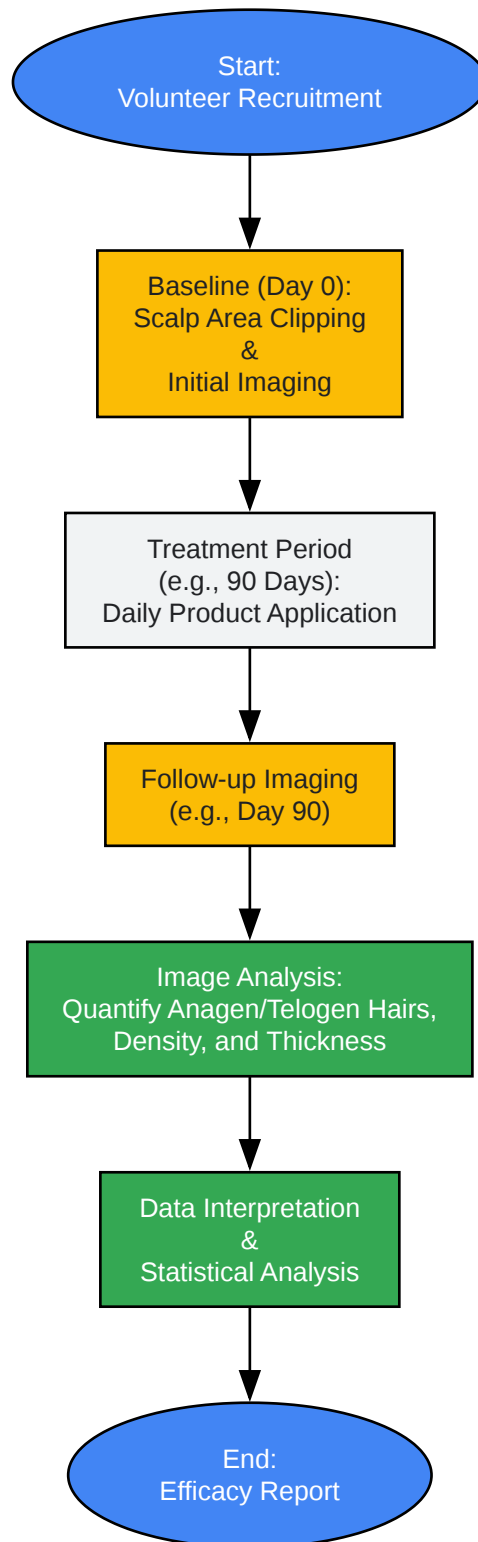 Start:
Volunteer Recruitment
Baseline (Day 0):
Scalp Area Clipping
&
Initial Imaging
Treatment Period
(e.g., 90 Days):
Daily Product Application
Follow-up Imaging
(e.g., Day 90)
Image Analysis:
Quantify Anagen/Telogen Hairs,
Density, and Thickness
Data Interpretation
&
Statistical Analysis
End:
Efficacy Report